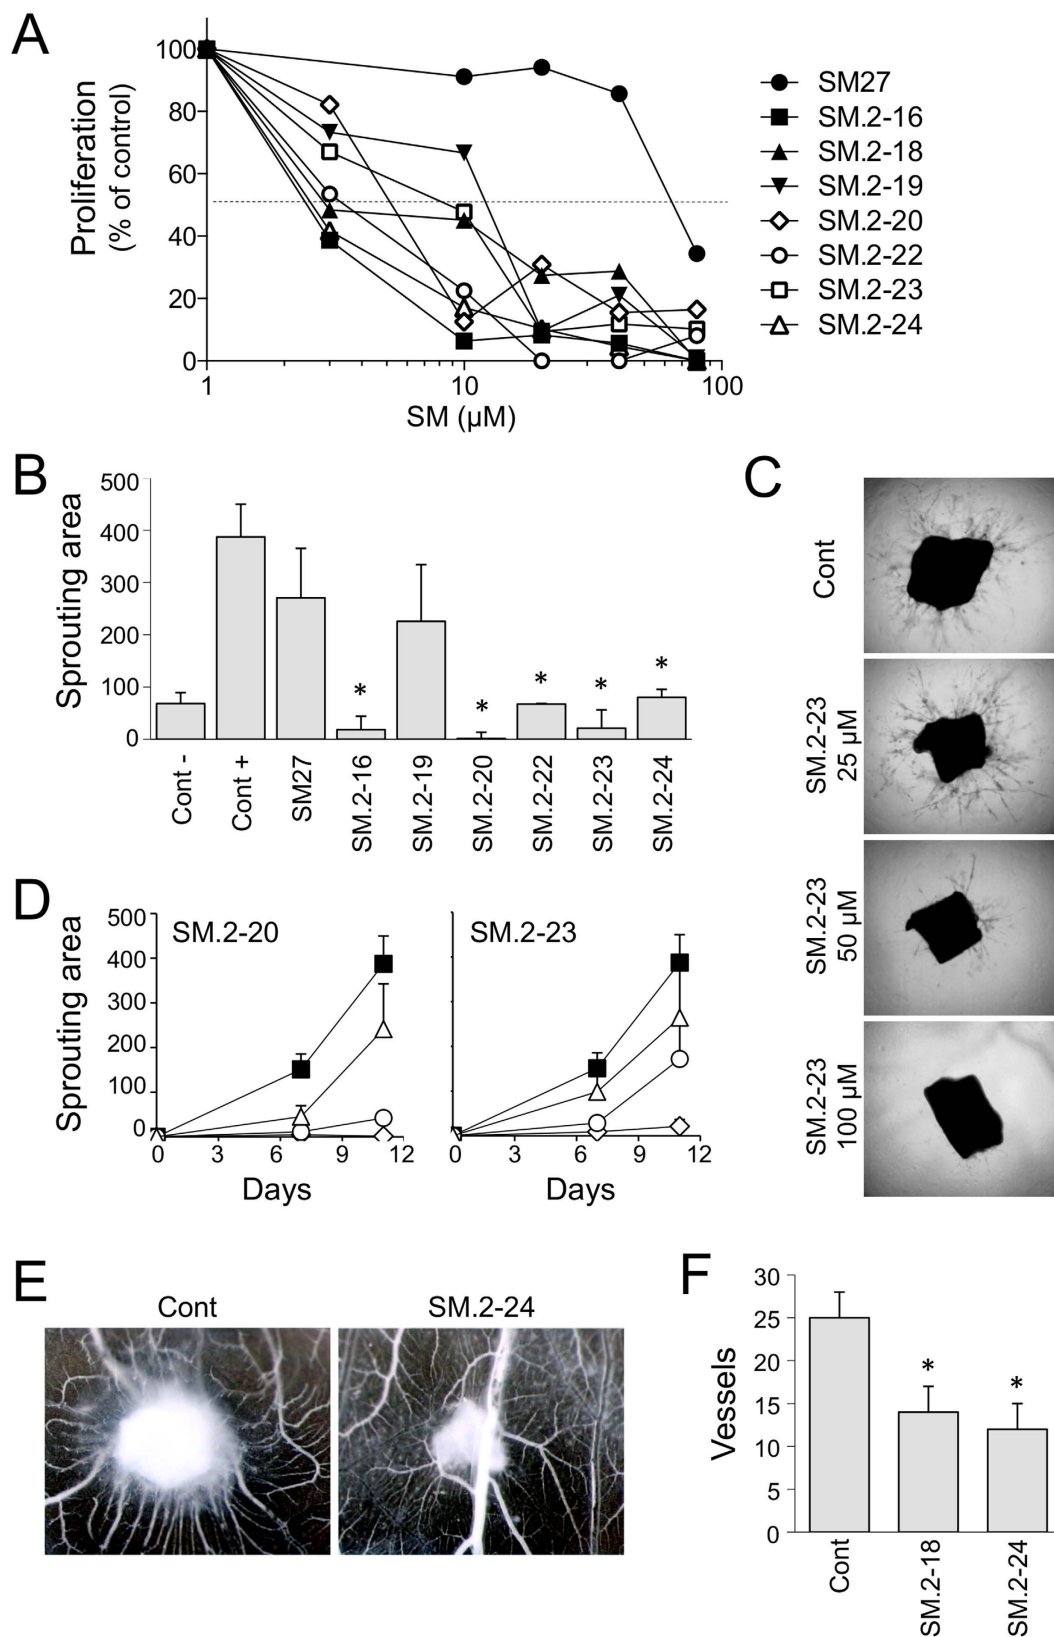 A
Proliferation
(% of control)
100
80
60
40
20
0
1
10
100
SM (µM)
SM27
SM.2-16
SM.2-18
SM.2-19
SM.2-20
SM.2-22
SM.2-23
SM.2-24
B
Sprouting area
500
400
300
200
100
0
*
*
*
*
*
Cont -
Cont +
SM27
SM.2-16
SM.2-19
SM.2-20
SM.2-22
SM.2-23
SM.2-24
C
Cont
SM.2-23
25 µM
SM.2-23
50 µM
SM.2-23
100 µM
D
Sprouting area
500
400
300
200
100
0
SM.2-20
0
3
6
9
12
Days
SM.2-23
0
3
6
9
12
Days
E
Cont
SM.2-24
F
Vessels
30
25
20
15
10
5
0
*
*
Cont
SM.2-18
SM.2-24